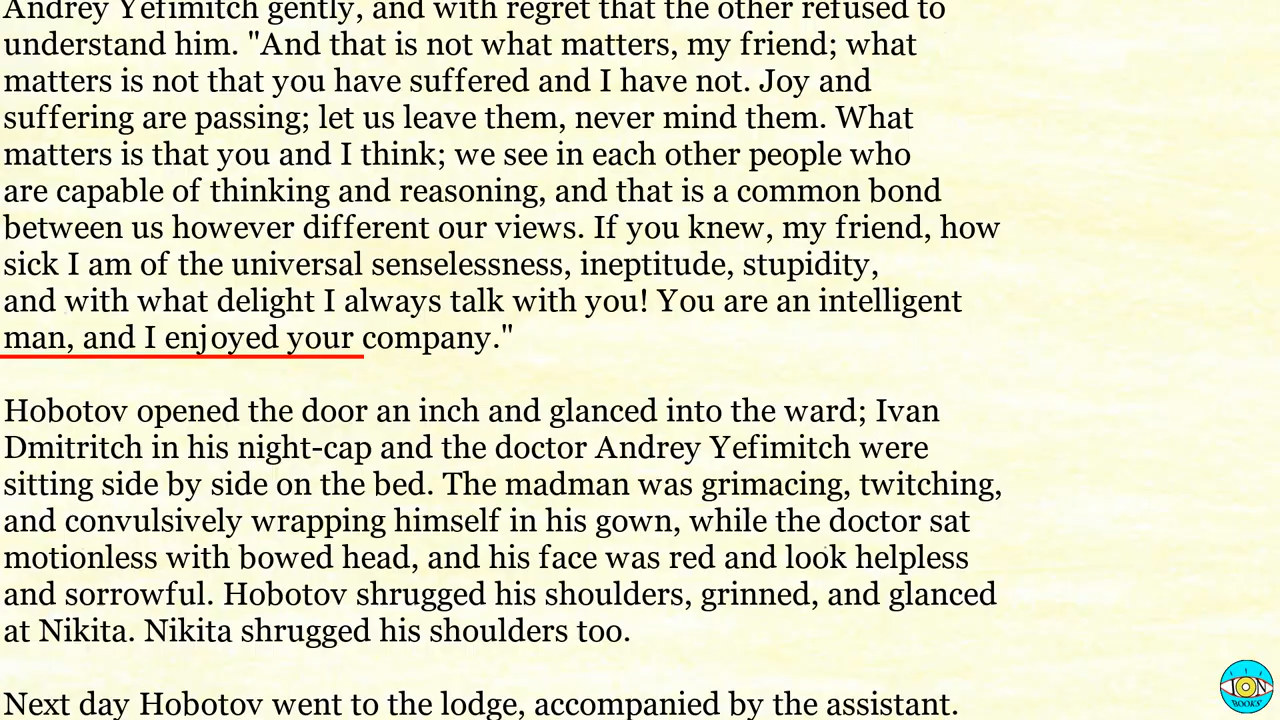 Andrey Yefimitch gently, and with regret that the other refused to
understand him. "And that is not what matters, my friend; what
matters is not that you have suffered and I have not. Joy and
suffering are passing; let us leave them, never mind them. What
matters is that you and I think; we see in each other people who
are capable of thinking and reasoning, and that is a common bond
between us however different our views. If you knew, my friend, how
sick I am of the universal senselessness, ineptitude, stupidity,
and with what delight I always talk with you! You are an intelligent
man, and I enjoyed your company."
Hobotov opened the door an inch and glanced into the ward; Ivan
Dmitritch in his night-cap and the doctor Andrey Yefimitch were
sitting side by side on the bed. The madman was grimacing, twitching,
and convulsively wrapping himself in his gown, while the doctor sat
motionless with bowed head, and his face was red and look helpless
and sorrowful. Hobotov shrugged his shoulders, grinned, and glanced
at Nikita. Nikita shrugged his shoulders too.
Next day Hobotov went to the lodge, accompanied by the assistant.
ION
BOOKS